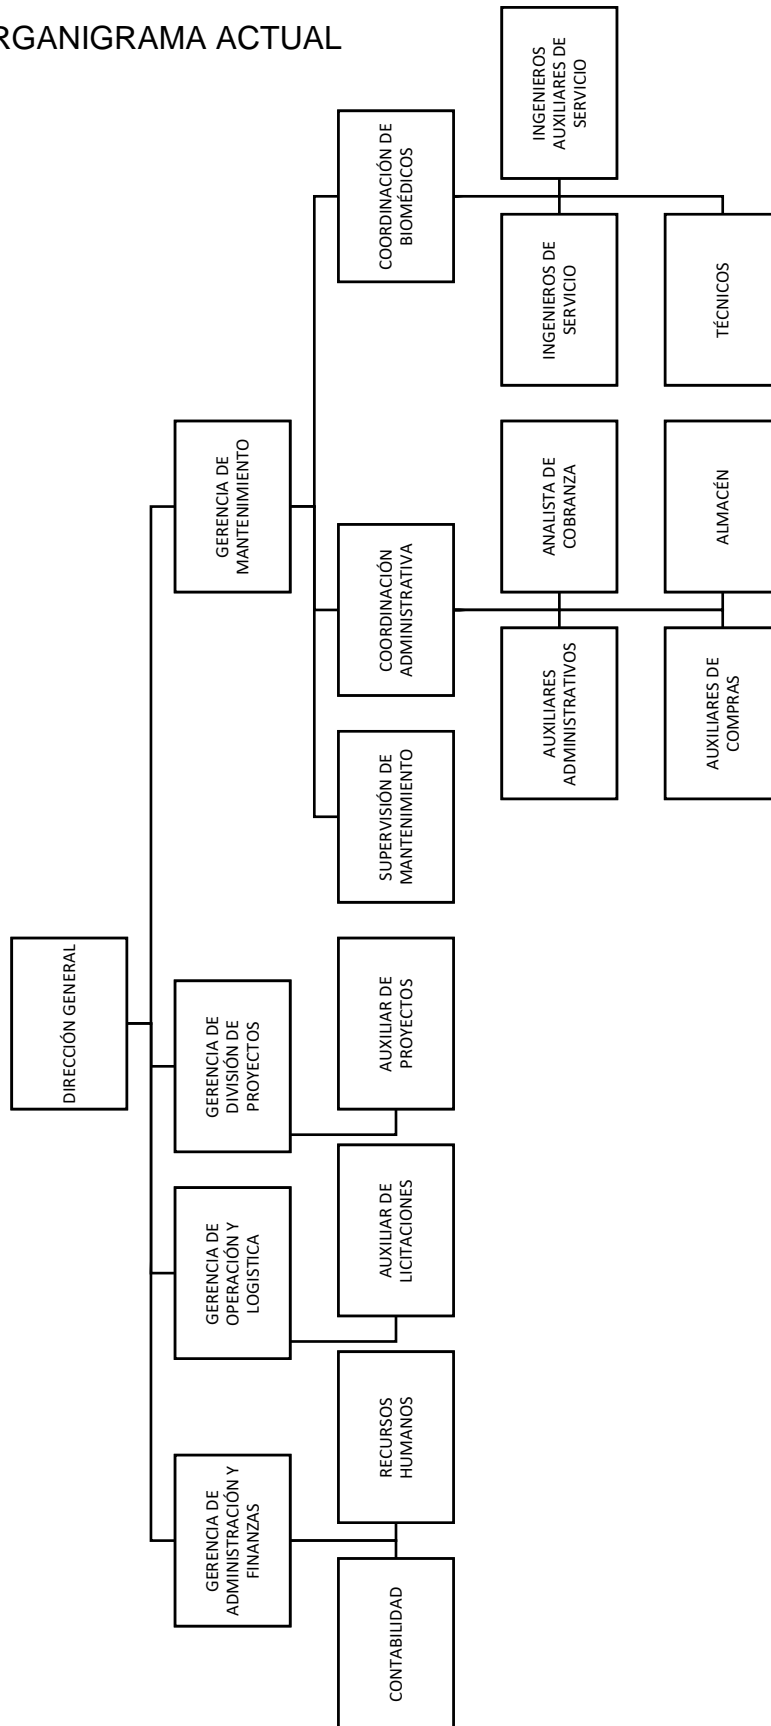 RGANIGRAMA ACTUAL
DIRECCIÓN GENERAL
GERENCIA DE
ADMINISTRACIÓN Y
FINANZAS
GERENCIA DE
OPERACIÓN Y
LOGISTICA
GERENCIA DE
DIVISIÓN DE
PROYECTOS
GERENCIA DE
MANTENIMIENTO
CONTABILIDAD
RECURSOS
HUMANOS
AUXILIAR DE
LICITACIONES
AUXILIAR DE
PROYECTOS
SUPERVISIÓN DE
MANTENIMIENTO
COORDINACIÓN
ADMINISTRATIVA
COORDINACIÓN DE
BIOMÉDICOS
AUXILIARES
ADMINISTRATIVOS
ANALISTA DE
COBRANZA
INGENIEROS DE
SERVICIO
INGENIEROS
AUXILIARES DE
SERVICIO
AUXILIARES DE
COMPRAS
ALMACÉN
TÉCNICOS